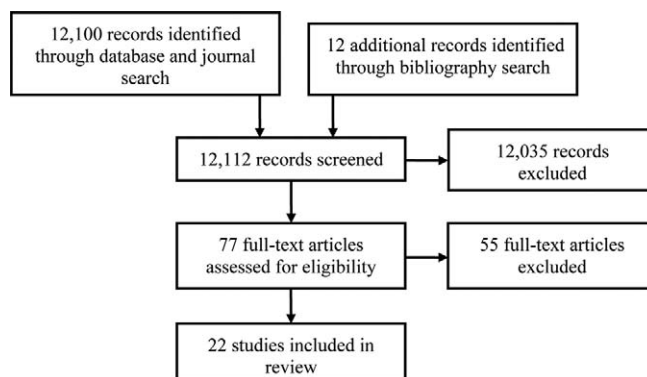 12,100 records identified
through database and journal
search
12 additional records identified
through bibliography search
12,112 records screened
12,035 records
excluded
77 full-text articles
assessed for eligibility
55 full-text articles
excluded
22 studies included in
review